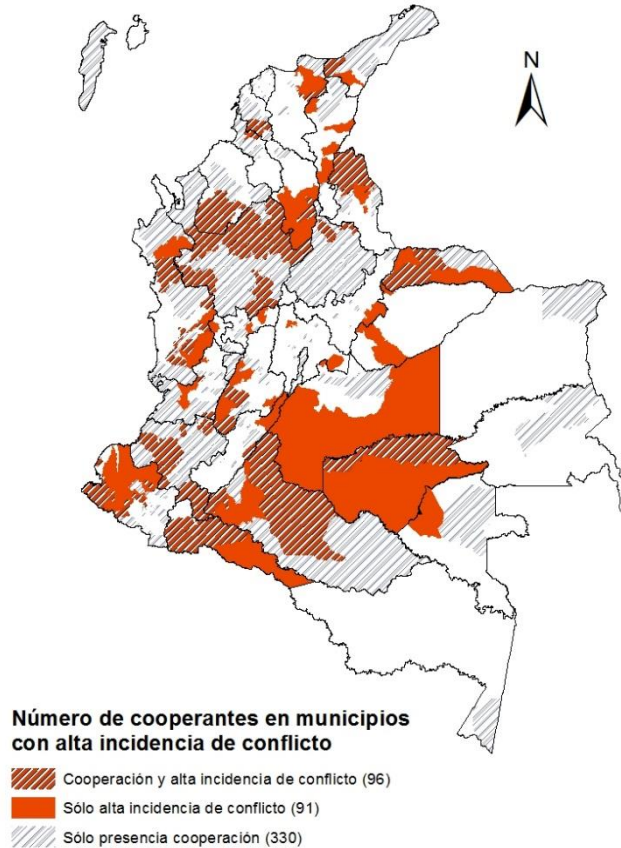 N
Número de cooperantes en municipios
con alta incidencia de conflicto
Cooperación y alta incidencia de conflicto (96)
Sólo alta incidencia de conflicto (91)
Sólo presencia cooperación (330)